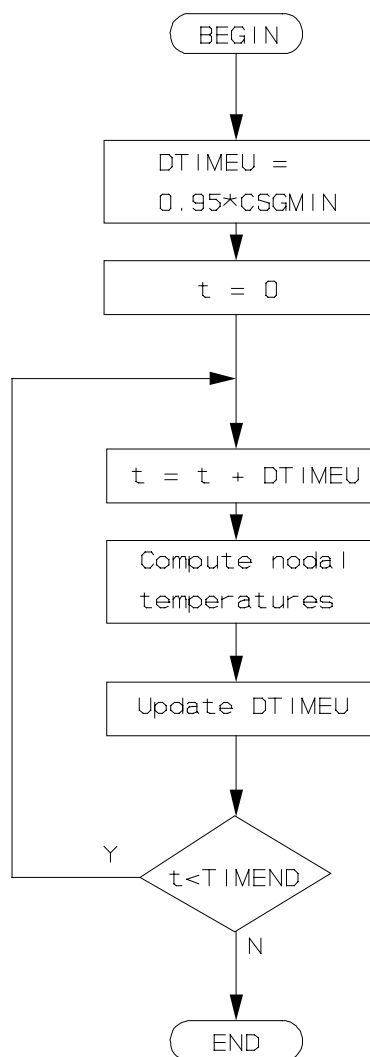 BEGIN
DTIMEU =
0.95*CSGMIN
t = 0
t = t + DTIMEU
Compute nodal
temperatures
Update DTIMEU
Y
t<TIMEND
N
END